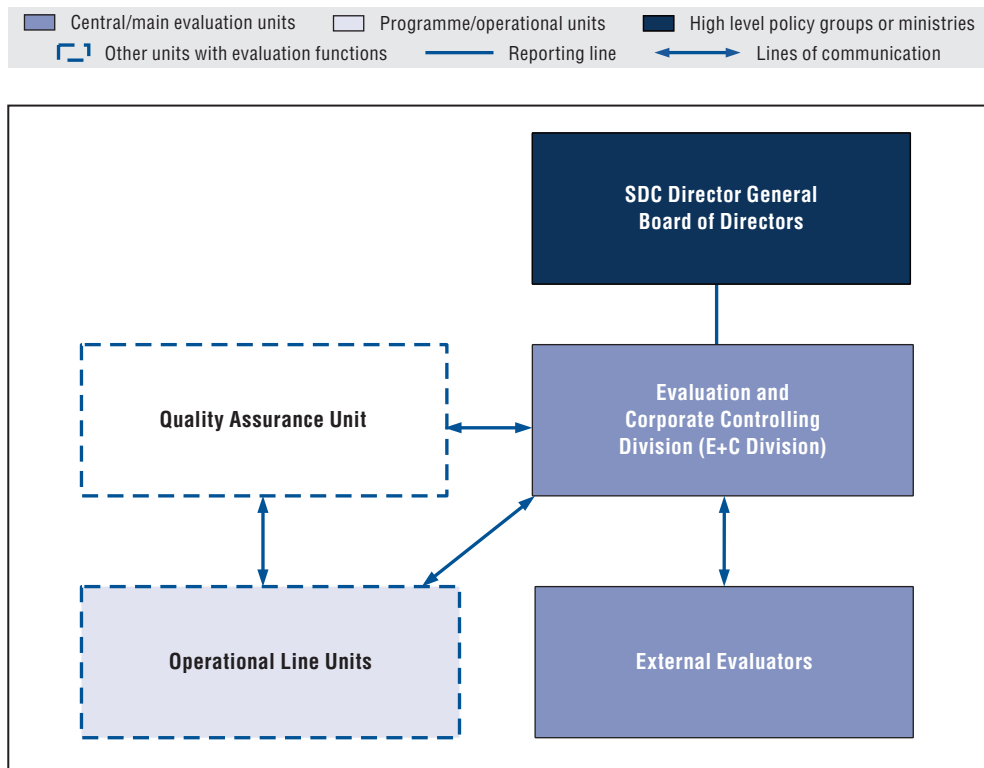 Central/main evaluation units
Programme/operational units
High level policy groups or ministries
Other units with evaluation functions
Reporting line
Lines of communication
SDC Director General
Board of Directors
Quality Assurance Unit
Evaluation and
Corporate Controlling
Division (E+C Division)
Operational Line Units
External Evaluators